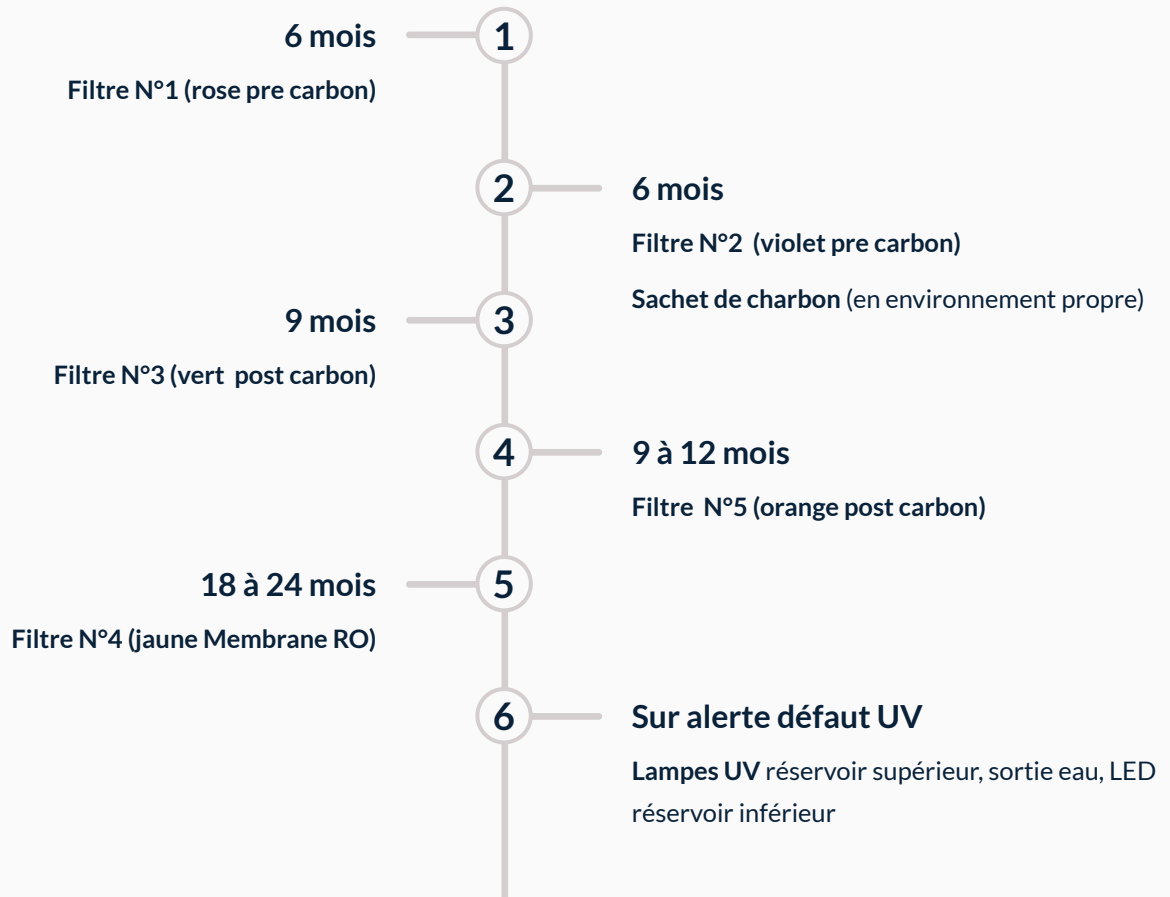 1
6 mois
Filtre N°1 (rose pre carbon)
2
6 mois
Filtre N°2  (violet pre carbon)
Sachet de charbon (en environnement propre)
3
9 mois
Filtre N°3 (vert  post carbon)
4
9 à 12 mois
Filtre  N°5 (orange post carbon)
5
18 à 24 mois
Filtre N°4 (jaune Membrane RO)
6
Sur alerte défaut UV
Lampes UV réservoir supérieur, sortie eau, LED
réservoir inférieur